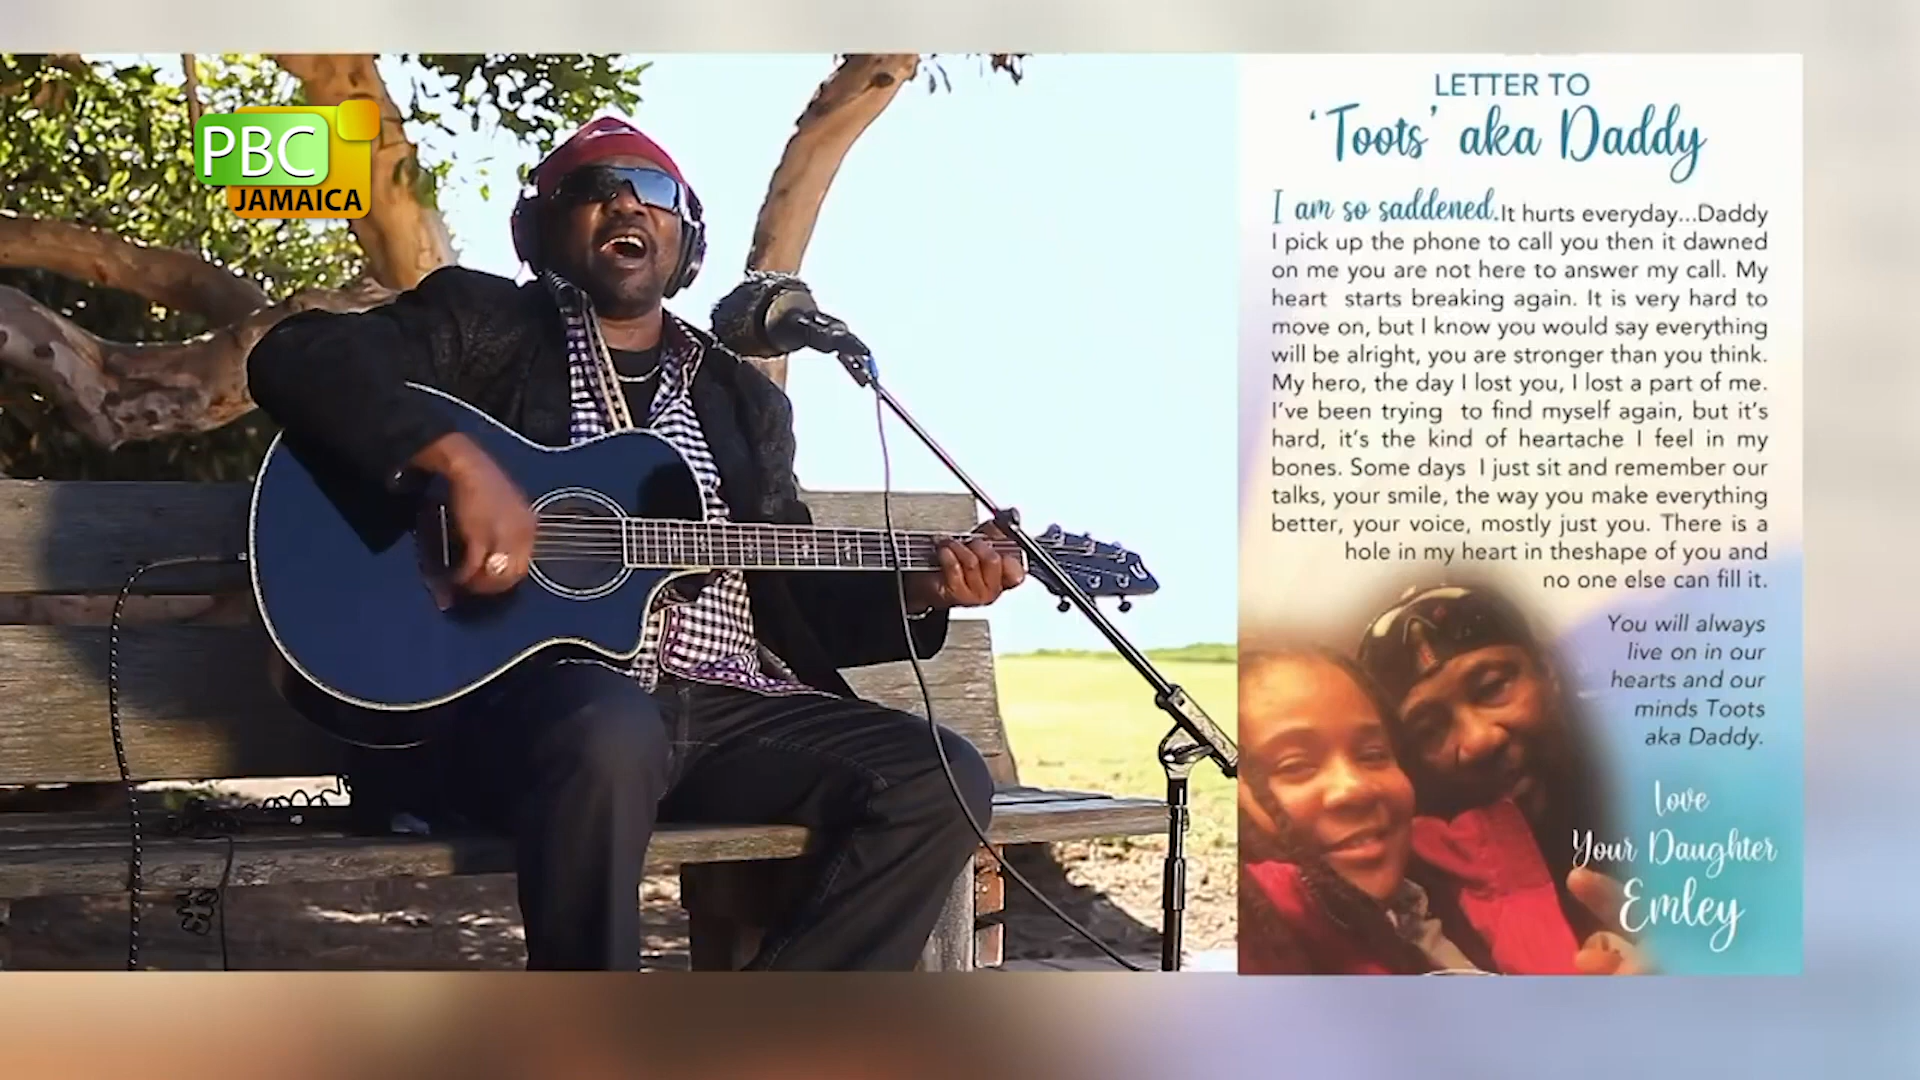 PBC
JAMAICA
LETTER TO
‘Toots’ aka Daddy
I am so saddened.It hurts everyday...Daddy
I pick up the phone to call you then it dawned
on me you are not here to answer my call. My
heart starts breaking again. It is very hard to
move on, but I know you would say everything
will be alright, you are stronger than you think.
My hero, the day I lost you, I lost a part of me.
I’ve been trying to find myself again, but it’s
hard, it’s the kind of heartache I feel in my
bones. Some days I just sit and remember our
talks, your smile, the way you make everything
better, your voice, mostly just you. There is a
hole in my heart in theshape of you and
no one else can fill it.
You will always
live on in our
hearts and our
minds Toots
aka Daddy.
Love
Your Daughter
Emley